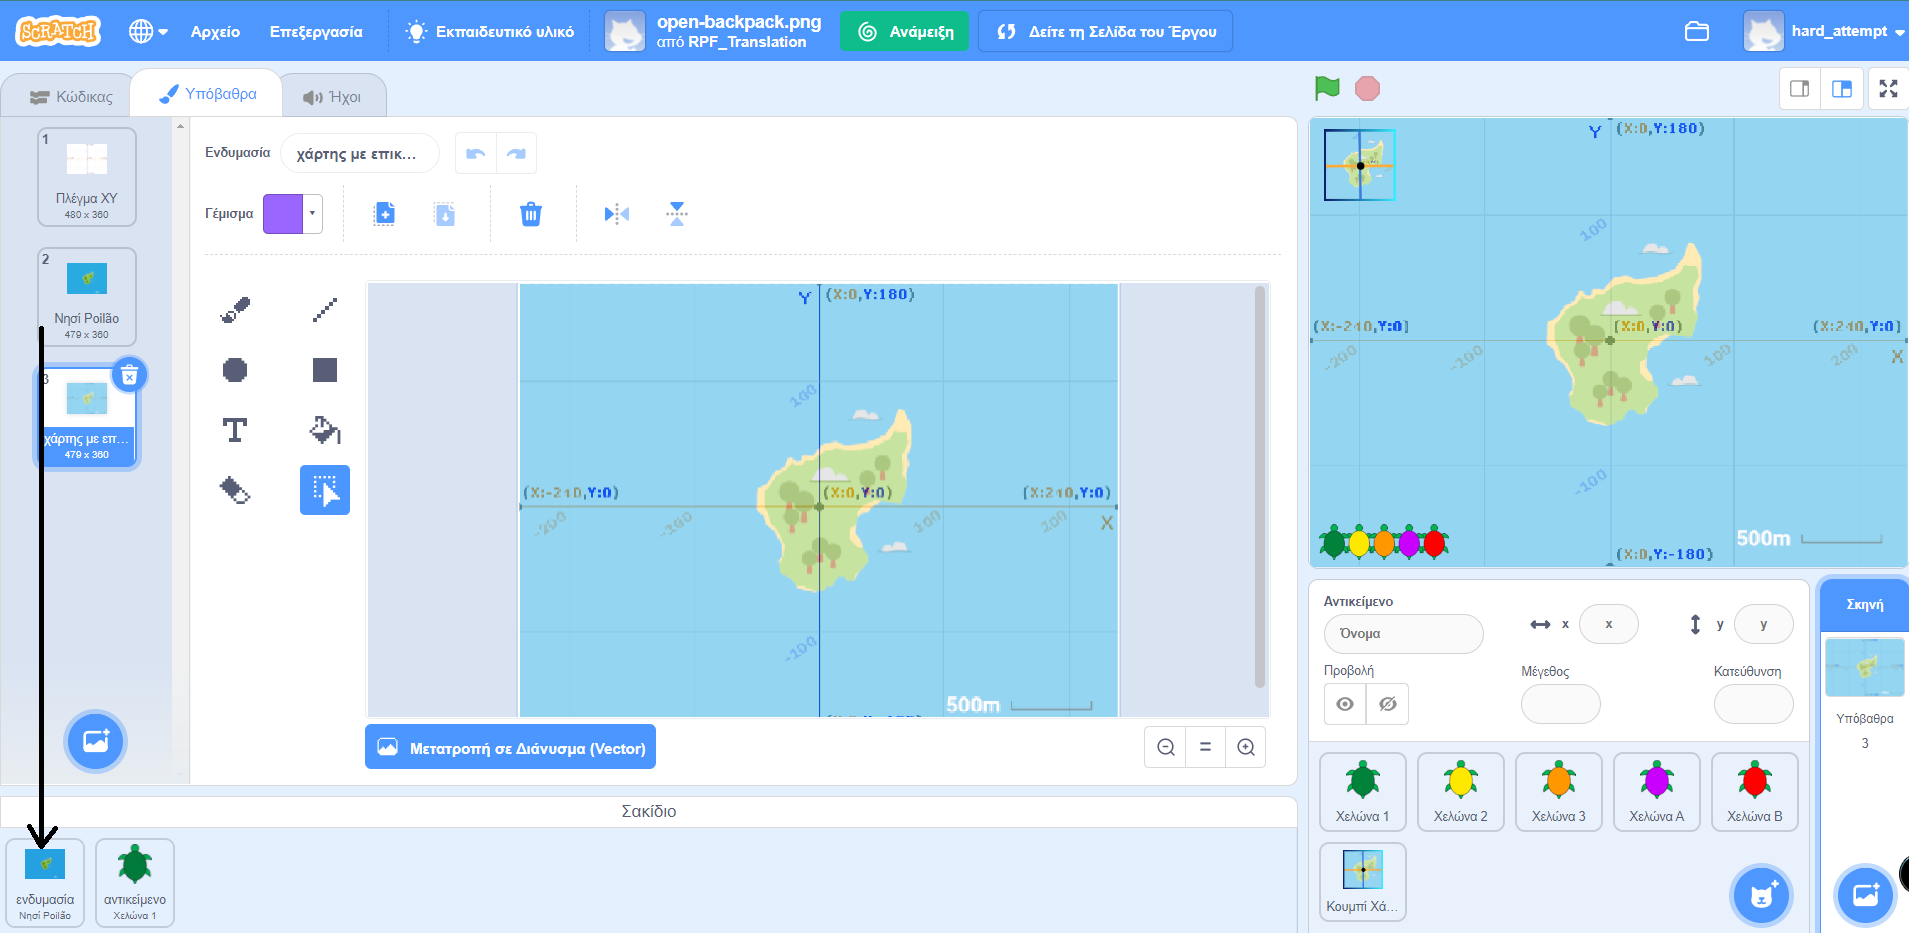 SCRATCH
Αρχείο
Επεξεργασία
Εκπαιδευτικό υλικό
open-backpack.png
από RPF_Translation
Ανάμειξη
Δείτε τη Σελίδα του Έργου
hard_attempt
Κώδικας
Υπόβαθρα
Ήχοι
1
Πλέγμα XY
480 x 360
2
Νησί Poilão
479 x 360
3
χάρτης με επ...
479 x 360
Ενδυμασία
χάρτης με επικ...
Γέμισμα
Y
(X:0,Y:180)
100
(X:-240,Y:0)
(X:0,Y:0)
(X:240,Y:0)
-200
-100
100
200
X
-100
500m
Μετατροπή σε Διάνυσμα (Vector)
Y
(X:0,Y:180)
100
(X:-240,Y:0)
(X:0,Y:0)
(X:240,Y:0)
-200
-100
100
200
X
-100
500m
(X:0,Y:-180)
Αντικείμενο
Όνομα
x
x
y
y
Προβολή
Μέγεθος
Κατεύθυνση
Σκηνή
Υπόβαθρα
3
Χελώνα 1
Χελώνα 2
Χελώνα 3
Χελώνα A
Χελώνα B
Κουμπί Χά...
Σακίδιο
ενδυμασία
Νησί Poilão
αντικείμενο
Χελώνα 1